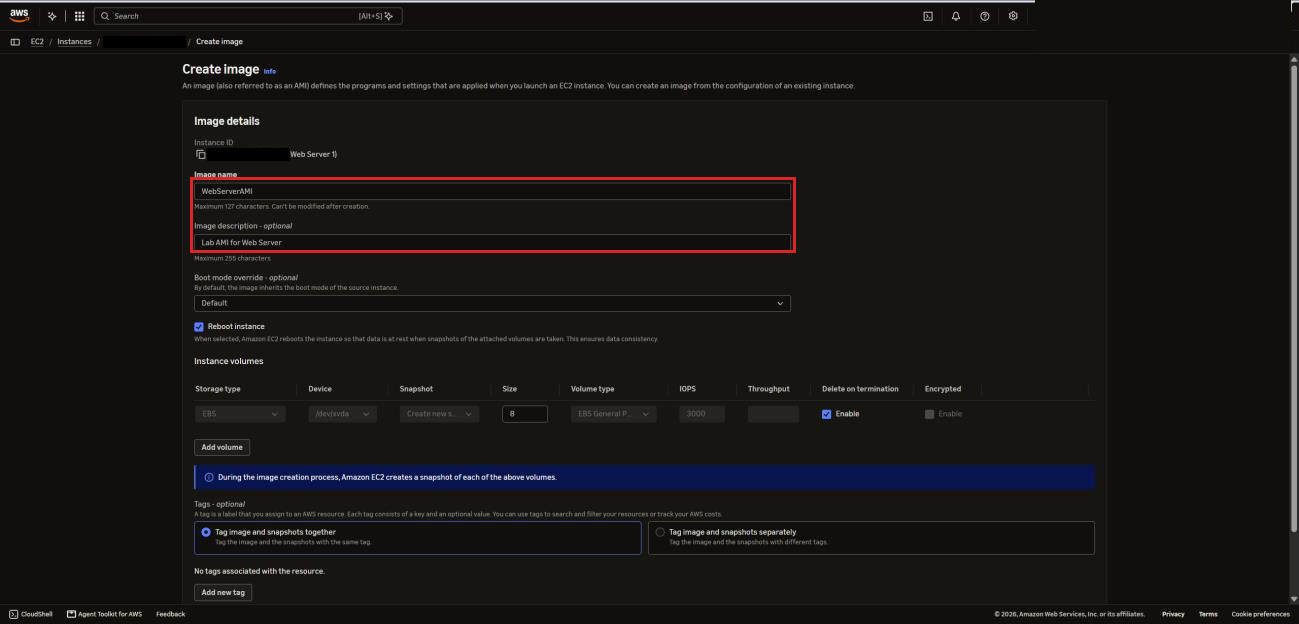 aws
Search [Alt+S]
EC2 / Instances / / Create image
Create image Info
An image (also referred to as an AMI) defines the programs and settings that are applied when you launch an EC2 instance. You can create an image from the configuration of an existing instance.
Image details
Instance ID
Web Server 1)
Image name
WebServerAMI
Maximum 127 characters. Can't be modified after creation.
Image description - optional
Lab AMI for Web Server
Maximum 255 characters
Boot mode override - optional
By default, the image inherits the boot mode of the source instance.
Default
Reboot instance
When selected, Amazon EC2 reboots the instance so that data is at rest when snapshots of the attached volumes are taken. This ensures data consistency.
Instance volumes
Storage type Device Snapshot Size Volume type IOPS Throughput Delete on termination Encrypted
EBS /dev/xvda Create new s... 8 EBS General P... 3000 Enable Enable
Add volume
During the image creation process, Amazon EC2 creates a snapshot of each of the above volumes.
Tags - optional
A tag is a label that you assign to an AWS resource. Each tag consists of a key and an optional value. You can use tags to search and filter your resources or track your AWS costs.
Tag image and snapshots together Tag image and snapshots separately
Tag the image and the snapshots with the same tag. Tag the image and the snapshots with different tags.
No tags associated with the resource.
Add new tag
CloudShell Agent Toolkit for AWS Feedback © 2026, Amazon Web Services, Inc. or its affiliates. Privacy Terms Cookie preferences